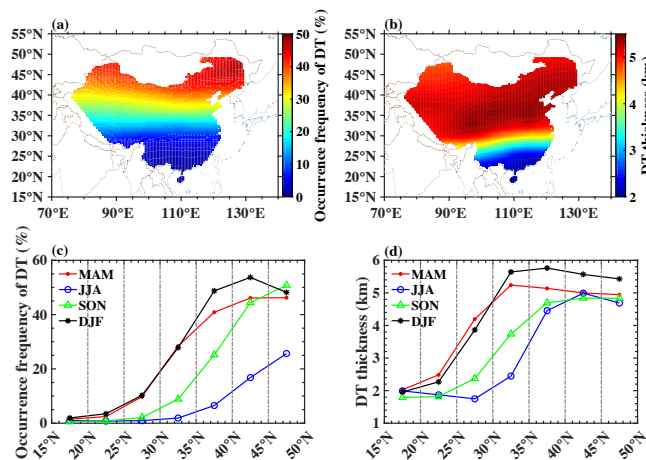 (a)
55°N
50°N
45°N
40°N
35°N
30°N
25°N
20°N
15°N
70°E 90°E 110°E 130°E
50
40
30
20
10
0
Occurrence frequency of DT (%)
(b)
55°N
50°N
45°N
40°N
35°N
30°N
25°N
20°N
15°N
70°E 90°E 110°E 130°E
5
4
3
2
DT thickness (km)
(c)
Occurrence frequency of DT (%)
60
40
20
0
MAM
JJA
SON
DJF
15°N 20°N 25°N 30°N 35°N 40°N 45°N 50°N
(d)
DT thickness (km)
6
5
4
3
2
1
MAM
JJA
SON
DJF
15°N 20°N 25°N 30°N 35°N 40°N 45°N 50°N